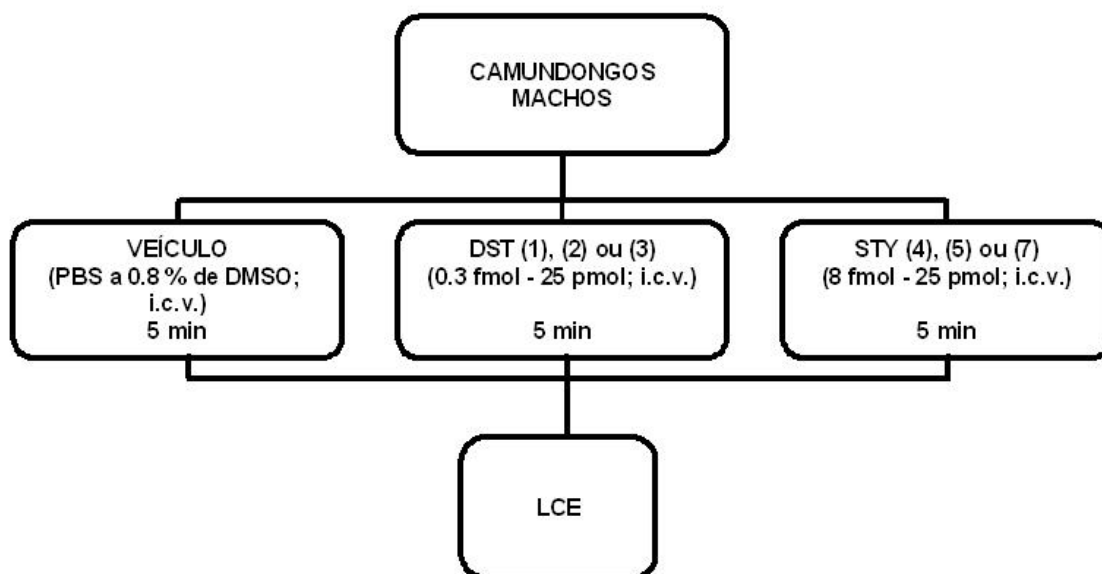 CAMUNDONGOS
MACHOS
VEÍCULO
(PBS a 0.8 % de DMSO;
i.c.v.)
5 min
DST (1), (2) ou (3)
(0.3 fmol - 25 pmol; i.c.v.)
5 min
STY (4), (5) ou (7)
(8 fmol - 25 pmol; i.c.v.)
5 min
LCE